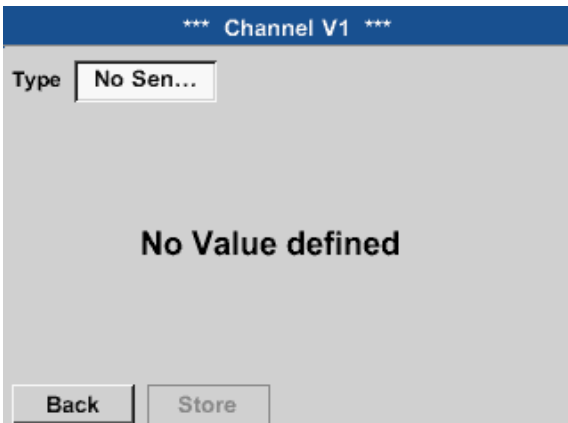 *** Channel V1 ***
Type No Sen...
No Value defined
Back Store